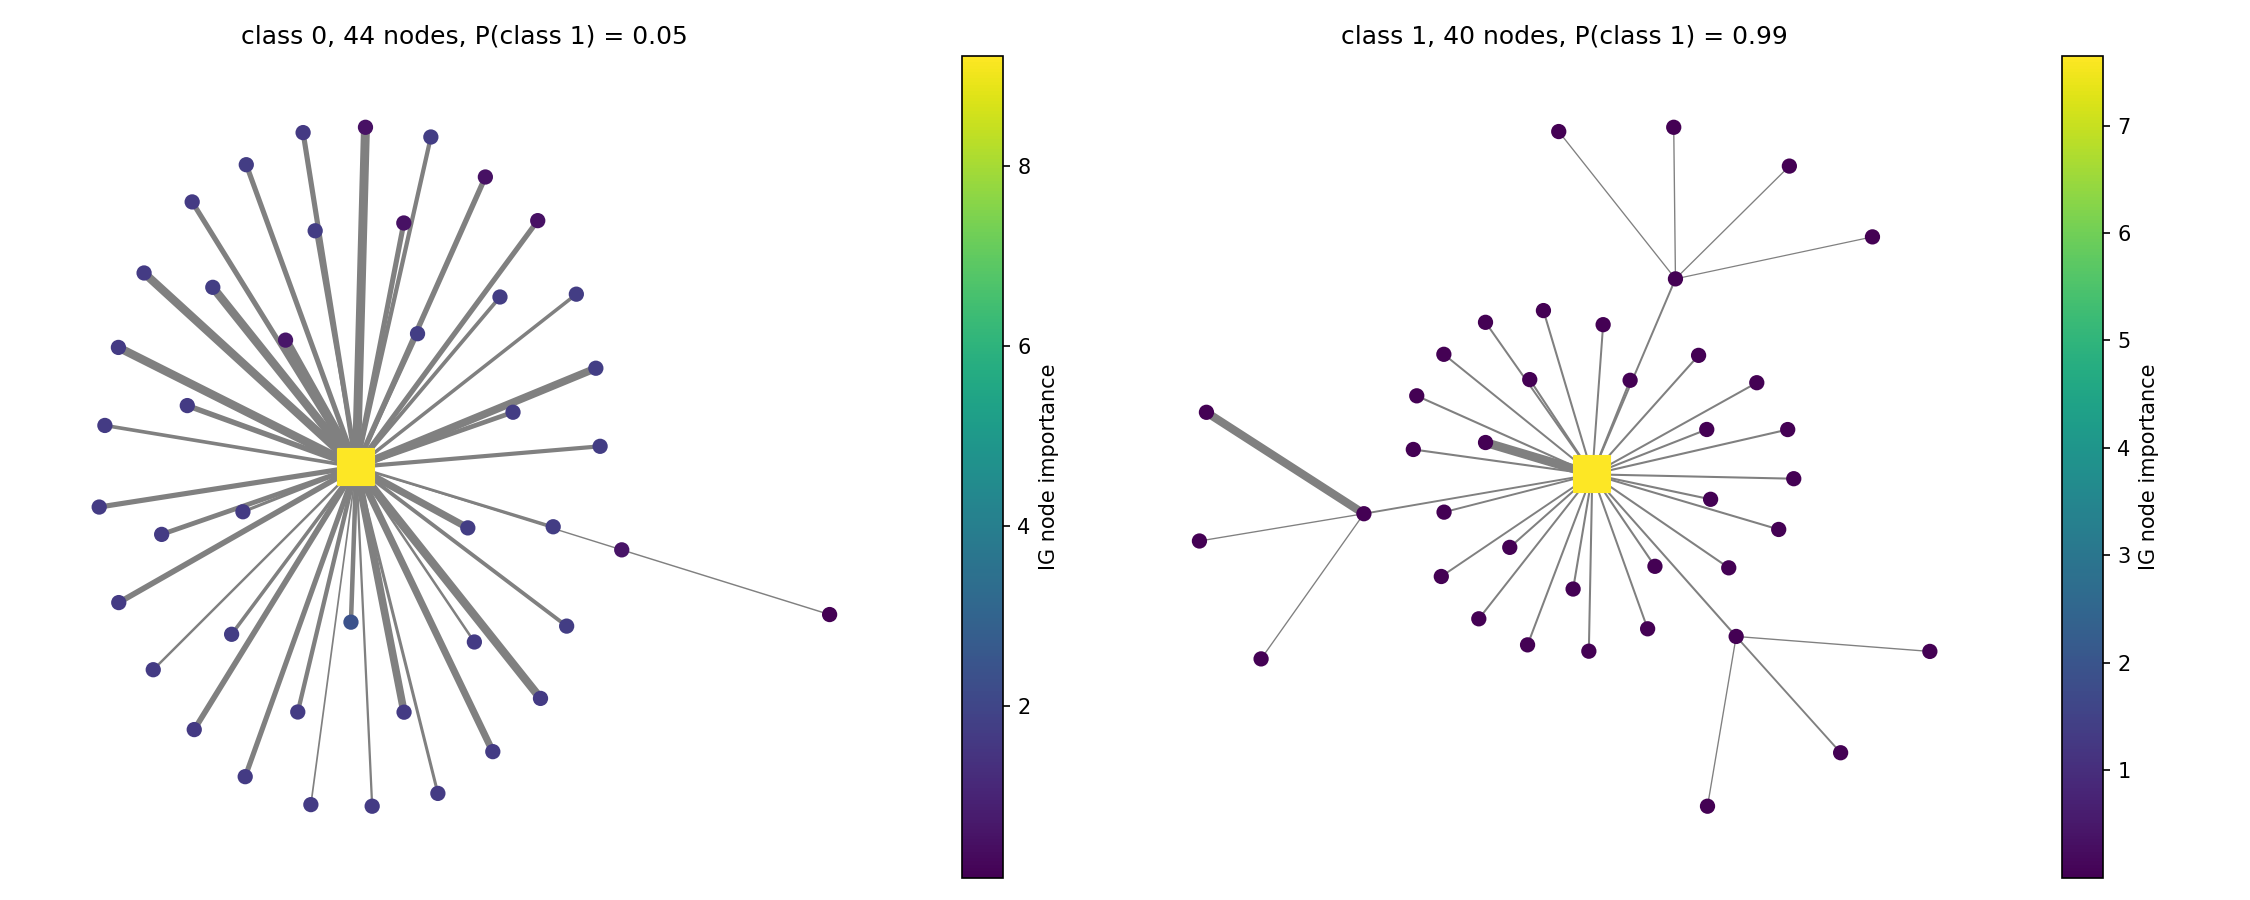 class 0, 44 nodes, P(class 1) = 0.05
8
6
4
2
IG node importance
class 1, 40 nodes, P(class 1) = 0.99
7
6
5
4
3
2
1
IG node importance